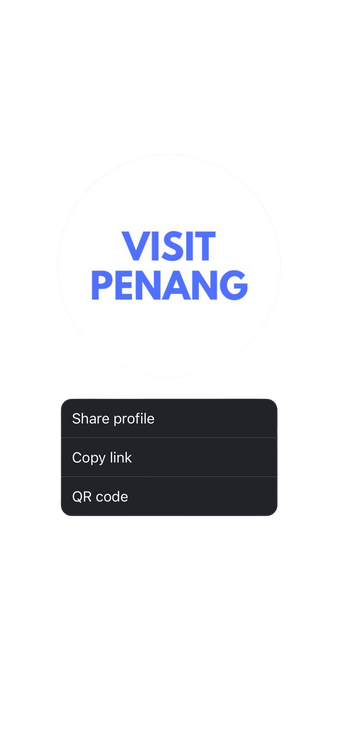 VISIT
PENANG
Share profile
Copy link
QR code